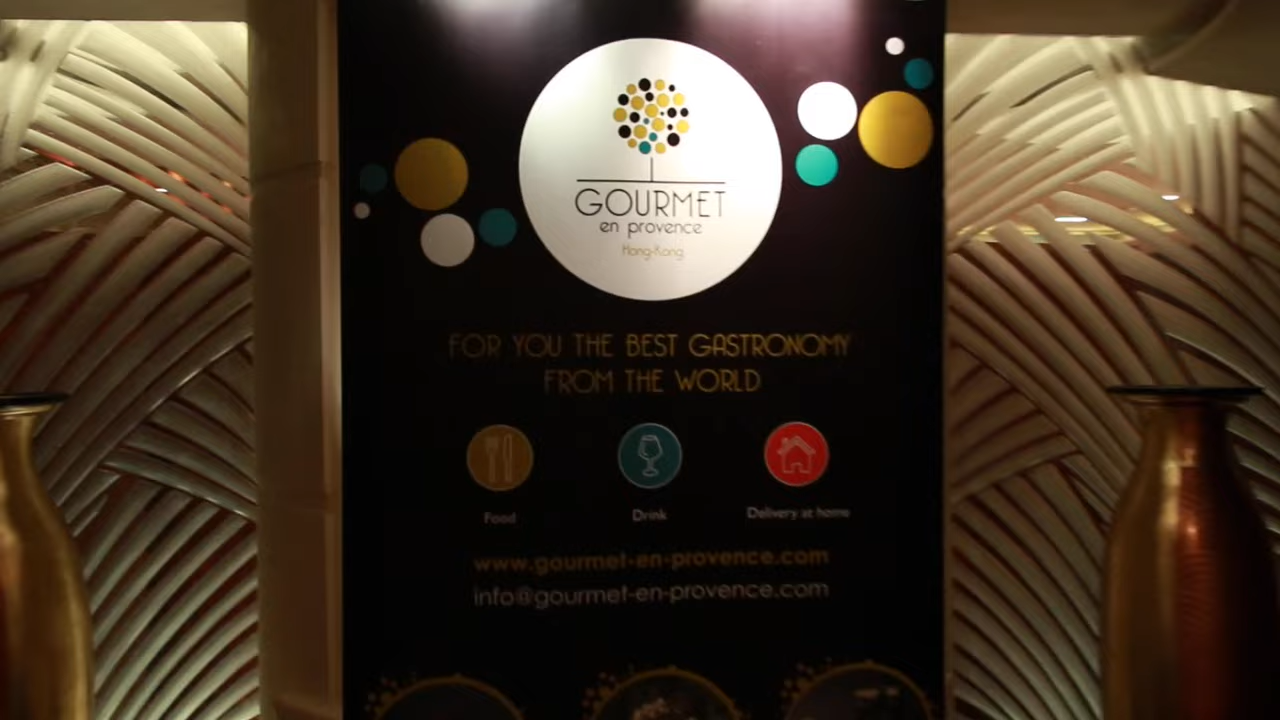 GOURMET
en provence
Hong-Kong
FOR YOU THE BEST GASTRONOMY
FROM THE WORLD
Food
Drink
Delivery at home
www.gourmet-en-provence.com
info@gourmet-en-provence.com